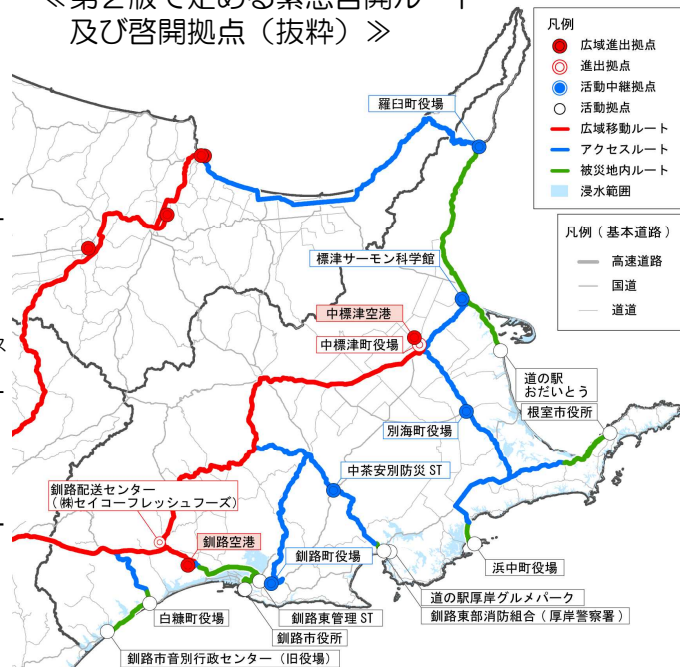 ≪第２版で定める緊急啓開ルート
及び啓開拠点（抜粋）≫
凡例
広域進出拠点
進出拠点
活動中継拠点
活動拠点
広域移動ルート
アクセスルート
被災地内ルート
浸水範囲
凡例（基本道路）
高速道路
国道
道道
羅臼町役場
標津サーモン科学館
中標津空港
中標津町役場
ス
道の駅
おだいとう
根室市役所
別海町役場
中茶安別防災 ST
釧路配送センター
（㈱セイコーフレッシュフーズ）
釧路空港
釧路町役場
浜中町役場
道の駅厚岸グルメパーク
釧路東部消防組合（厚岸警察署）
白糠町役場
釧路東管理 ST
釧路市役所
釧路市音別行政センター（旧役場）